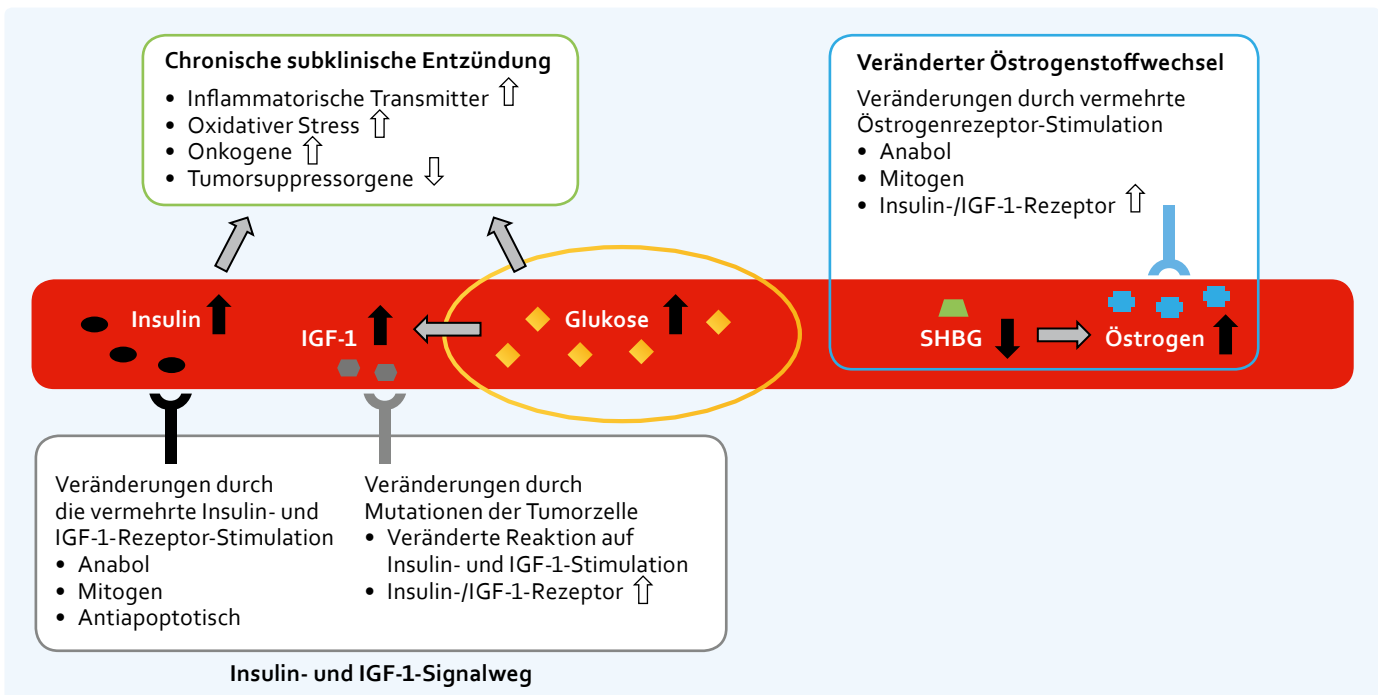 Chronische subklinische Entzündung
• Inflammatorische Transmitter ⇧
• Oxidativer Stress ⇧
• Onkogene ⇧
• Tumorsuppressorgene ⇩
Veränderter Östrogenstoffwechsel
Veränderungen durch vermehrte
Östrogenrezeptor-Stimulation
• Anabol
• Mitogen
• Insulin-/IGF-1-Rezeptor ⇧
Insulin
IGF-1
Glukose
SHBG
Östrogen
Veränderungen durch
die vermehrte Insulin- und
IGF-1-Rezeptor-Stimulation
• Anabol
• Mitogen
• Antiapoptotisch
Veränderungen durch
Mutationen der Tumorzelle
• Veränderte Reaktion auf
Insulin- und IGF-1-Stimulation
• Insulin-/IGF-1-Rezeptor ⇧
Insulin- und IGF-1-Signalweg